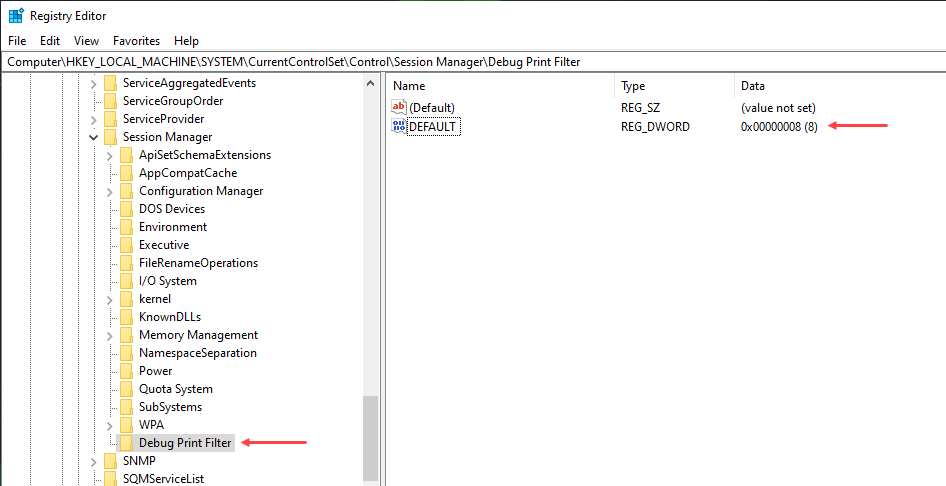 Registry Editor
File Edit View Favorites Help
Computer\HKEY_LOCAL_MACHINE\SYSTEM\CurrentControlSet\Control\Session Manager\Debug Print Filter
ServiceAggregatedEvents
ServiceGroupOrder
ServiceProvider
Session Manager
ApiSetSchemaExtensions
AppCompatCache
Configuration Manager
DOS Devices
Environment
Executive
FileRenameOperations
I/O System
kernel
KnownDLLs
Memory Management
NamespaceSeparation
Power
Quota System
SubSystems
WPA
Debug Print Filter
SNMP
SQMServiceList
Name Type Data
ab (Default) REG_SZ (value not set)
DEFAULT REG_DWORD 0x00000008 (8)